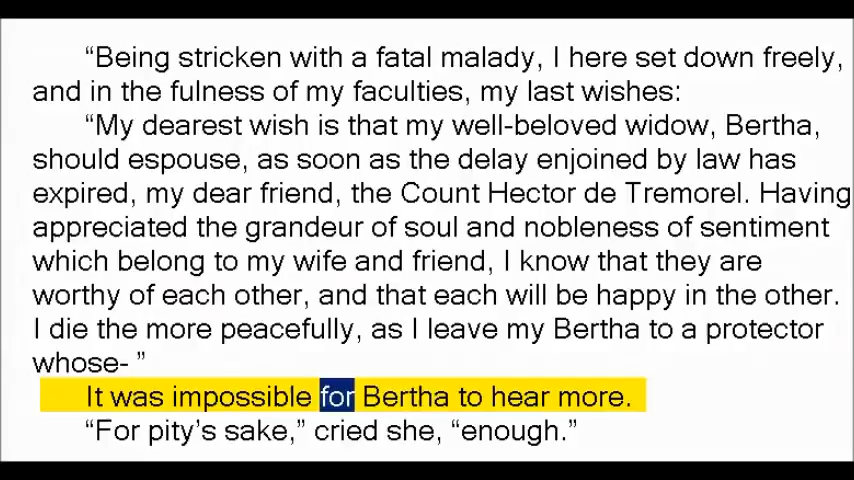 “Being stricken with a fatal malady, I here set down freely,
and in the fulness of my faculties, my last wishes:
“My dearest wish is that my well-beloved widow, Bertha,
should espouse, as soon as the delay enjoined by law has
expired, my dear friend, the Count Hector de Tremorel. Having
appreciated the grandeur of soul and nobleness of sentiment
which belong to my wife and friend, I know that they are
worthy of each other, and that each will be happy in the other.
I die the more peacefully, as I leave my Bertha to a protector
whose- ”
It was impossible for Bertha to hear more.
“For pity’s sake,” cried she, “enough.”